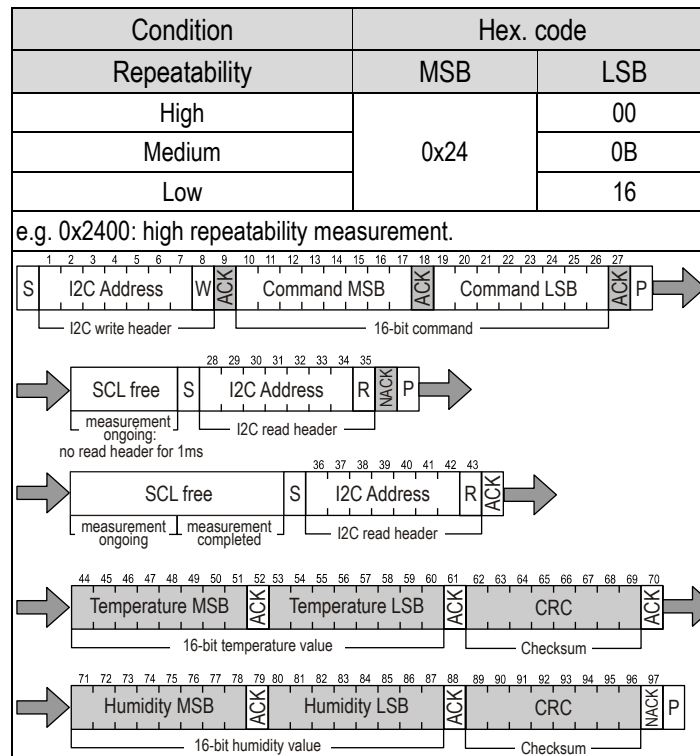 Condition Hex. code
Repeatability MSB LSB
High 00
Medium 0x24 0B
Low 16
e.g. 0x2400: high repeatability measurement.
1 2 3 4 5 6 7 8 9 10 11 12 13 14 15 16 17 18 19 20 21 22 23 24 25 26 27
S I2C Address W ACK Command MSB ACK Command LSB ACK P
I2C write header 16-bit command
28 29 30 31 32 33 34 35
SCL free S I2C Address R NACK P
measurement
ongoing:
no read header for 1ms
I2C read header
36 37 38 39 40 41 42 43
SCL free S I2C Address R ACK
measurement
ongoing
measurement
completed
I2C read header
44 45 46 47 48 49 50 51 52 53 54 55 56 57 58 59 60 61 62 63 64 65 66 67 68 69 70
Temperature MSB ACK Temperature LSB ACK CRC ACK
16-bit temperature value Checksum
71 72 73 74 75 76 77 78 79 80 81 82 83 84 85 86 87 88 89 90 91 92 93 94 95 96 97
Humidity MSB ACK Humidity LSB ACK CRC NACK P
16-bit humidity value Checksum